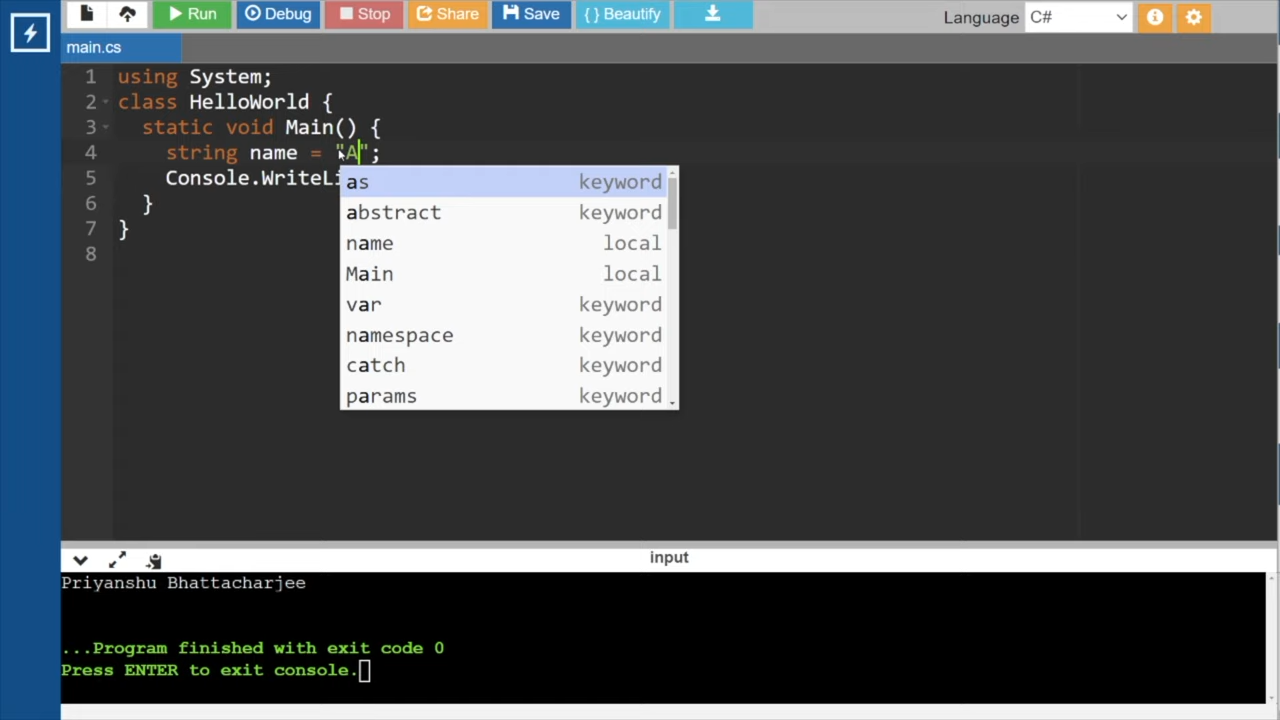 Run Debug Stop Share Save { } Beautify Language C#
main.cs
1 using System;
2 class HelloWorld {
3 static void Main() {
4 string name = "A";
5 Console.WriteLi
6 }
7 }
8
as keyword
abstract keyword
name local
Main local
var keyword
namespace keyword
catch keyword
params keyword
input
Priyanshu Bhattacharjee
...Program finished with exit code 0
Press ENTER to exit console.